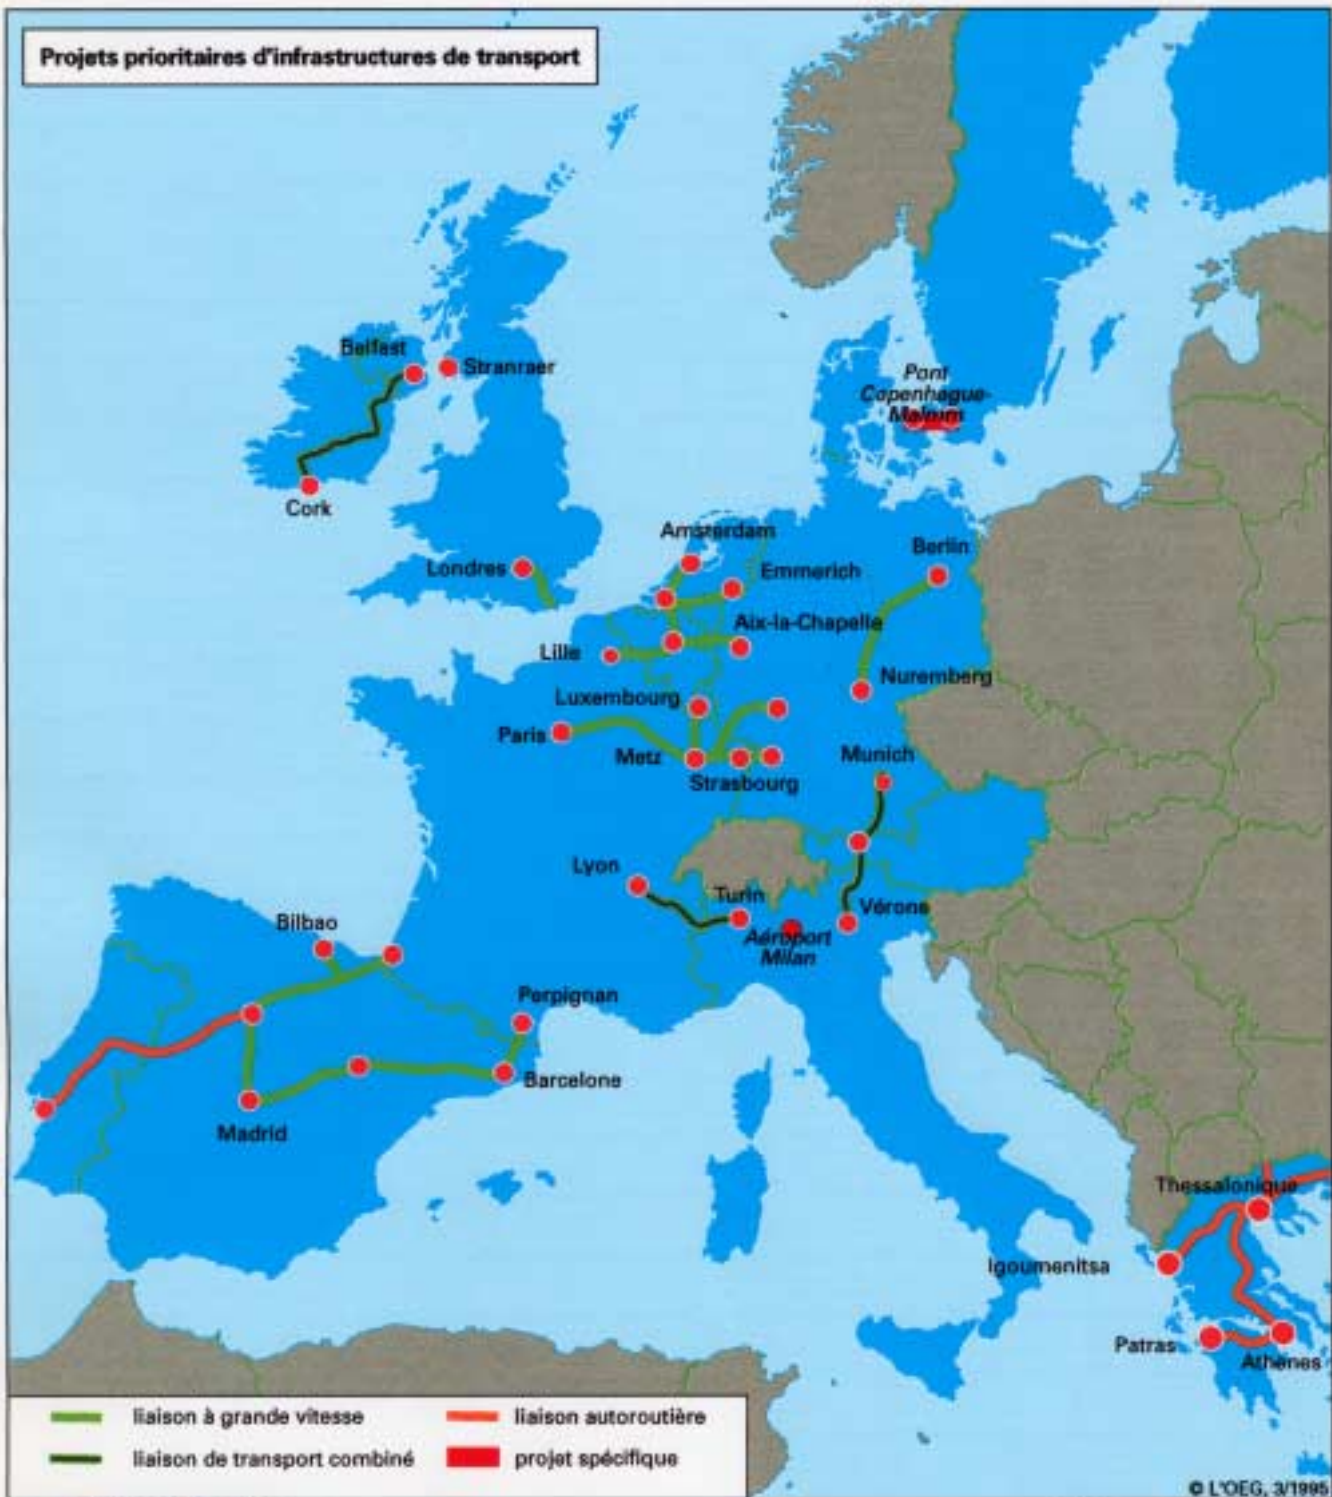 Projets prioritaires d'infrastructures de transport
Belfast
Stranraer
Pont
Copenhague-
Malmm
Cork
Amsterdam
Berlin
Londres
Emmerich
Aix-la-Chapelle
Lille
Nuremberg
Luxembourg
Paris
Metz
Munich
Strasbourg
Lyon
Turin
Vérone
Aéroport
Milan
Bilbao
Perpignan
Barcelone
Madrid
Thessalonique
Igoumenitsa
Patras
Athènes
liaison à grande vitesse
liaison autoroutière
liaison de transport combiné
projet spécifique
© L'OEG, 3/1995